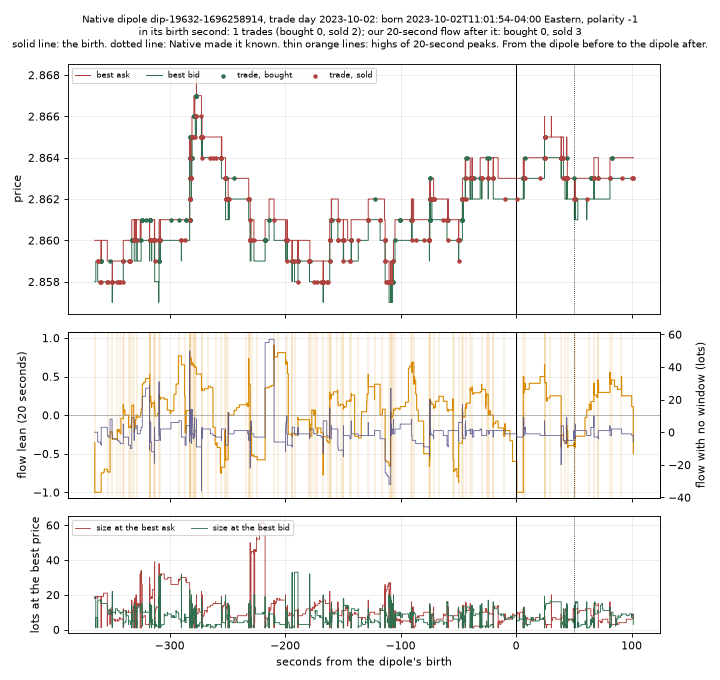 Native dipole dip-19632-1696258914, trade day 2023-10-02: born 2023-10-02T11:01:54-04:00 Eastern, polarity -1
in its birth second: 1 trades (bought 0, sold 2); our 20-second flow after it: bought 0, sold 3
solid line: the birth. dotted line: Native made it known. thin orange lines: highs of 20-second peaks. From the dipole before to the dipole after.
best ask
best bid
trade, bought
trade, sold
2.868
2.866
2.864
2.862
2.860
2.858
price
1.0
0.5
0.0
−0.5
−1.0
flow lean (20 seconds)
60
40
20
0
−20
−40
flow with no window (lots)
size at the best ask
size at the best bid
60
40
20
0
lots at the best price
−300
−200
−100
0
100
seconds from the dipole's birth